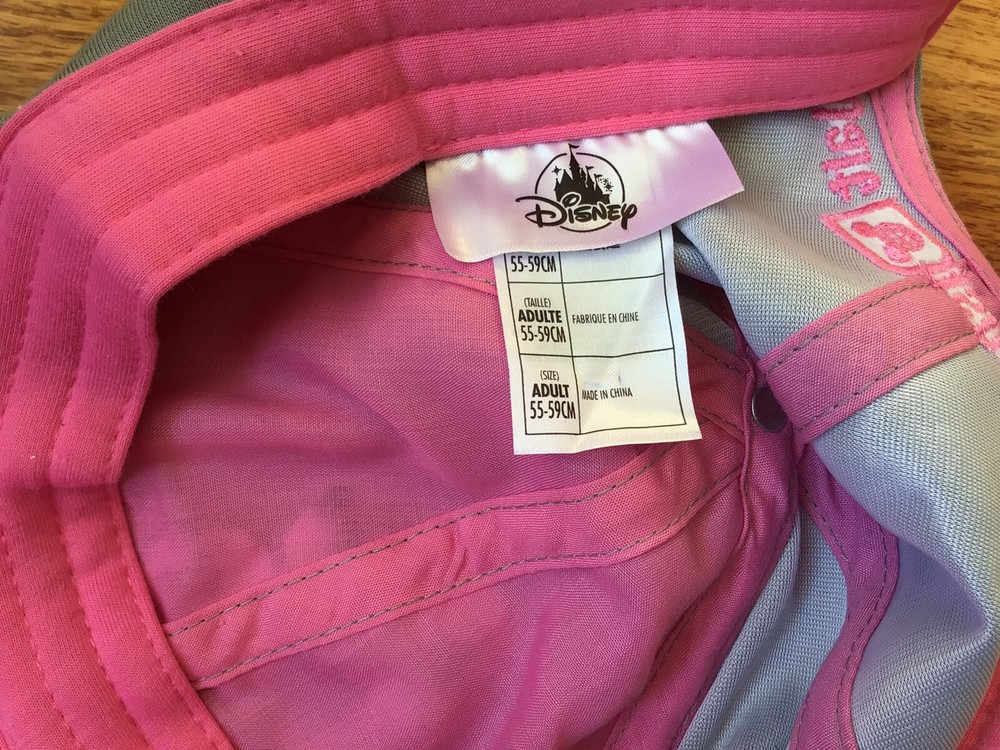 DISNEY
55-59CM
(TAILLE)
ADULTE
55-59CM
FABRIQUE EN CHINE
(SIZE)
ADULT
55-59CM
MADE IN CHINA